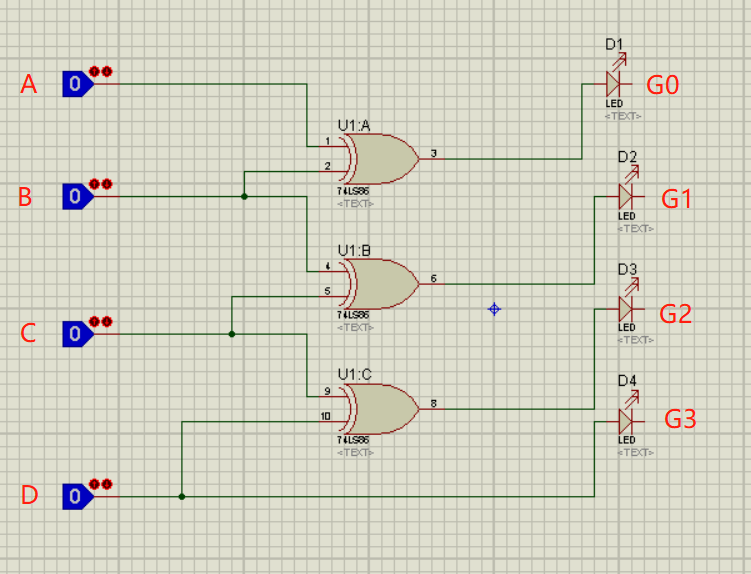 D1
A
0
G0
LED
<TEXT>
U1:A
1
2
3
74LS86
<TEXT>
D2
B
0
G1
LED
<TEXT>
U1:B
4
5
6
74LS86
<TEXT>
D3
C
0
G2
LED
<TEXT>
U1:C
9
10
8
74LS86
<TEXT>
D4
G3
LED
<TEXT>
D
0